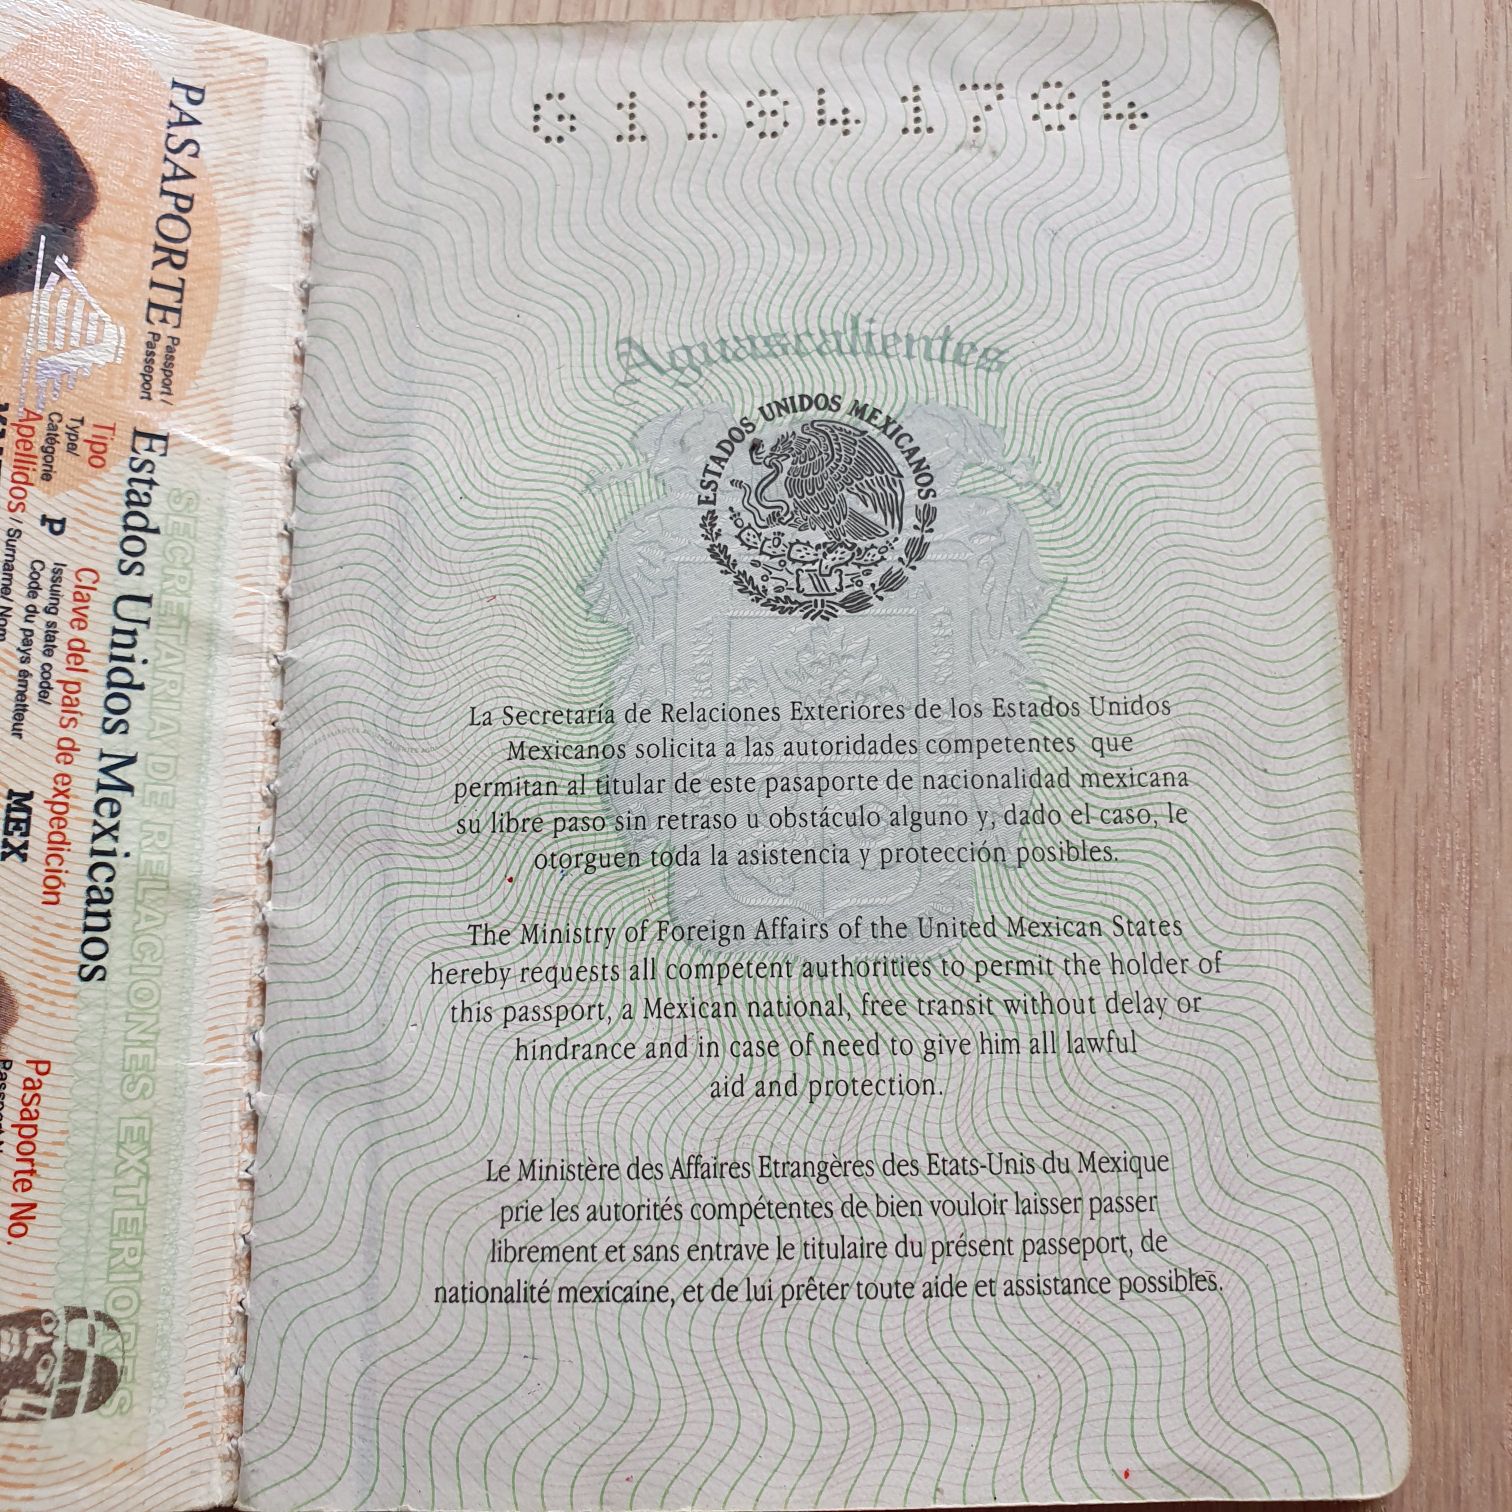 PASAPORTE
Passport /
Passeport
Estados Unidos Mexicanos
SECRETARIA DE RELACIONES EXTERIORES
Tipo
Type/
Catégorie
P
Clave del país de expedición
Issuing state code/
Code du pays émetteur
MEX
Pasaporte No.
Apellidos / Surname/ Nom
Aguascalientes
ESTADOS UNIDOS MEXICANOS
La Secretaría de Relaciones Exteriores de los Estados Unidos
Mexicanos solicita a las autoridades competentes que
permitan al titular de este pasaporte de nacionalidad mexicana
su libre paso sin retraso u obstáculo alguno y, dado el caso, le
otorguen toda la asistencia y protección posibles.
The Ministry of Foreign Affairs of the United Mexican States
hereby requests all competent authorities to permit the holder of
this passport, a Mexican national, free transit without delay or
hindrance and in case of need to give him all lawful
aid and protection.
Le Ministère des Affaires Etrangères des Etats-Unis du Mexique
prie les autorités compétentes de bien vouloir laisser passer
librement et sans entrave le titulaire du présent passeport, de
nationalité mexicaine, et de lui prêter toute aide et assistance possibles.